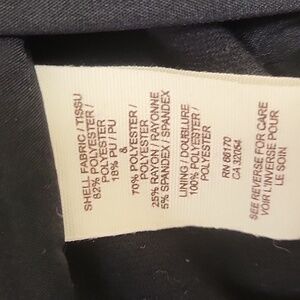 SHELL FABRIC / TISSU
82% POLYESTER /
POLYESTER /
18% PU / PU
&
70% POLYESTER /
POLYESTER
25% RAYON / RAYONNE
5% SPANDEX / SPANDEX
LINING / DOUBLURE
100% POLYESTER /
POLYESTER
RN 66170
CA 32054
SEE REVERSE FOR CARE
VOIR L'INVERSE POUR
LE SOIN